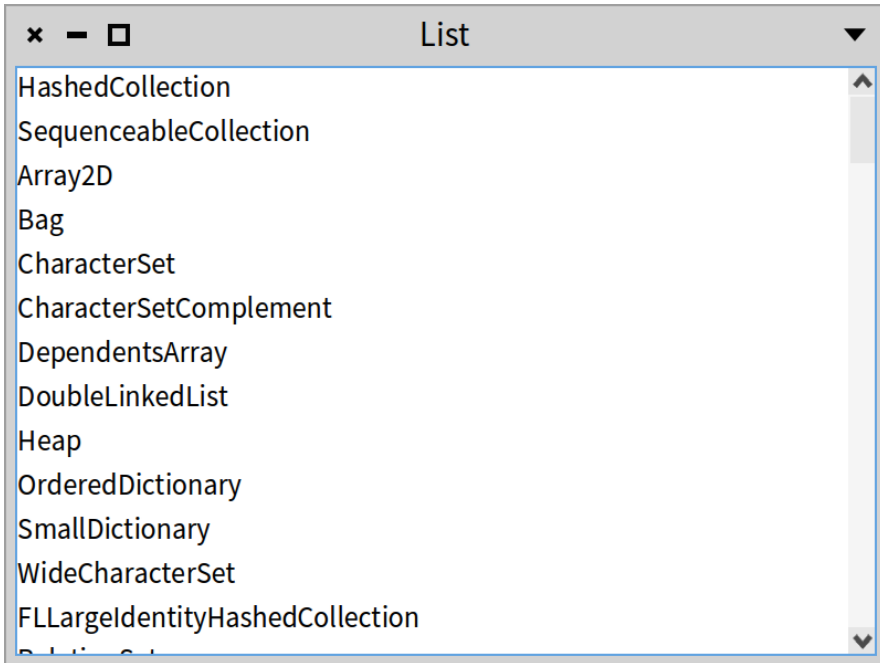 List
HashedCollection
SequenceableCollection
Array2D
Bag
CharacterSet
CharacterSetComplement
DependentsArray
DoubleLinkedList
Heap
OrderedDictionary
SmallDictionary
WideCharacterSet
FLLargeIdentityHashedCollection